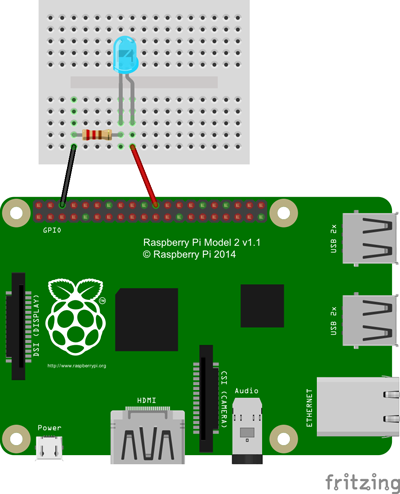 GPIO
Raspberry Pi Model 2 v1.1
© Raspberry Pi 2014
USB 2x
USB 2x
DSI (DISPLAY)
http://www.raspberrypi.org
HDMI
CSI (CAMERA)
Audio
ETHERNET
Power
fritzing